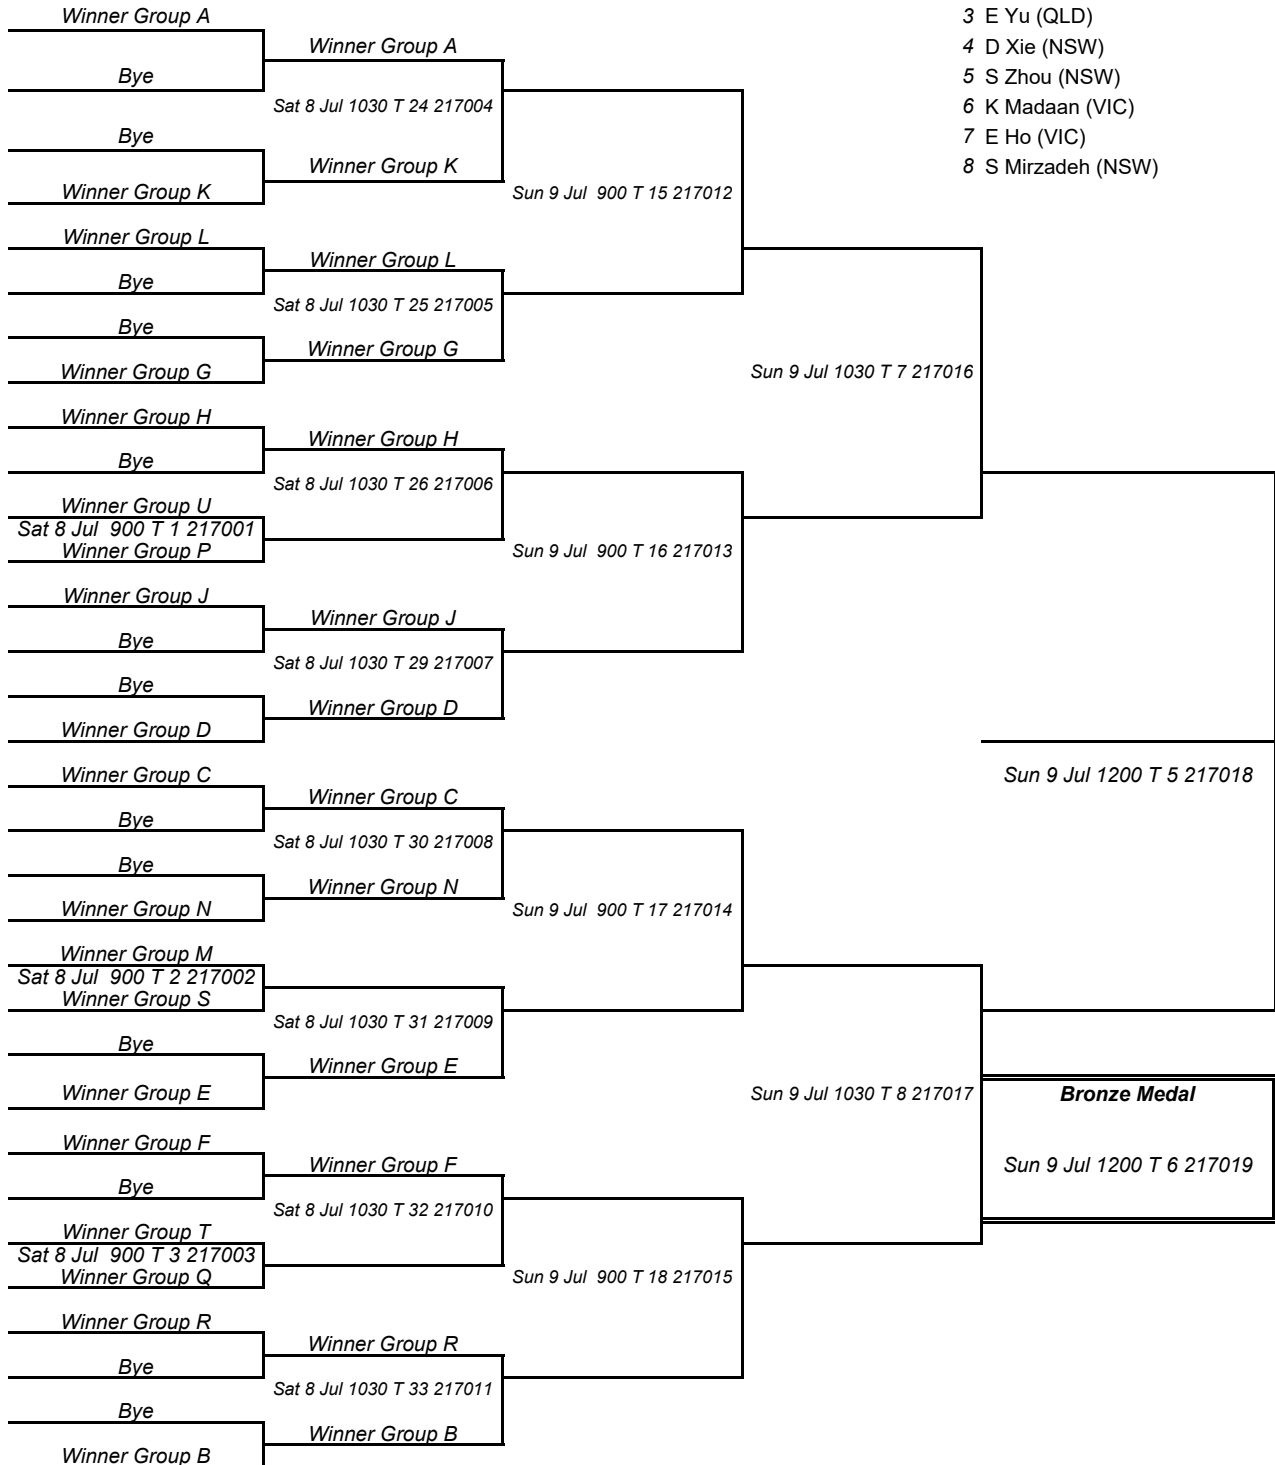 Winner Group A
3 E Yu (QLD)
Winner Group A
4 D Xie (NSW)
Bye
5 S Zhou (NSW)
Sat 8 Jul 1030 T 24 217004
6 K Madaan (VIC)
Bye
7 E Ho (VIC)
Winner Group K
8 S Mirzadeh (NSW)
Winner Group K
Sun 9 Jul 900 T 15 217012
Winner Group L
Winner Group L
Bye
Sat 8 Jul 1030 T 25 217005
Bye
Winner Group G
Winner Group G
Sun 9 Jul 1030 T 7 217016
Winner Group H
Winner Group H
Bye
Sat 8 Jul 1030 T 26 217006
Winner Group U
Sat 8 Jul 900 T 1 217001
Winner Group P
Sun 9 Jul 900 T 16 217013
Winner Group J
Winner Group J
Bye
Sat 8 Jul 1030 T 29 217007
Bye
Winner Group D
Winner Group D
Winner Group C
Sun 9 Jul 1200 T 5 217018
Winner Group C
Bye
Sat 8 Jul 1030 T 30 217008
Bye
Winner Group N
Winner Group N
Sun 9 Jul 900 T 17 217014
Winner Group M
Sat 8 Jul 900 T 2 217002
Winner Group S
Sat 8 Jul 1030 T 31 217009
Bye
Winner Group E
Winner Group E
Sun 9 Jul 1030 T 8 217017
Bronze Medal
Winner Group F
Winner Group F
Sun 9 Jul 1200 T 6 217019
Bye
Sat 8 Jul 1030 T 32 217010
Winner Group T
Sat 8 Jul 900 T 3 217003
Winner Group Q
Sun 9 Jul 900 T 18 217015
Winner Group R
Winner Group R
Bye
Sat 8 Jul 1030 T 33 217011
Bye
Winner Group B
Winner Group B